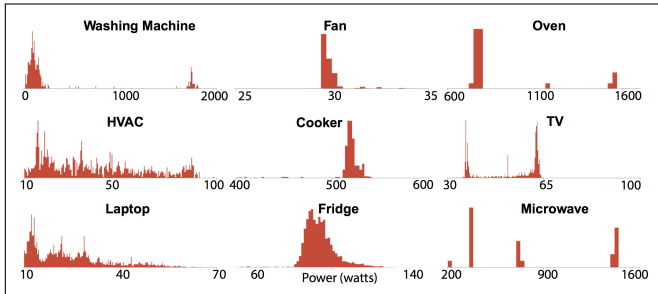 Washing Machine Fan Oven
0 1000 2000 25 30 35 600 1100 1600
HVAC Cooker TV
10 50 100 400 500 600 30 65 100
Laptop Fridge Microwave
10 40 70 60 Power (watts) 140 200 900 1600